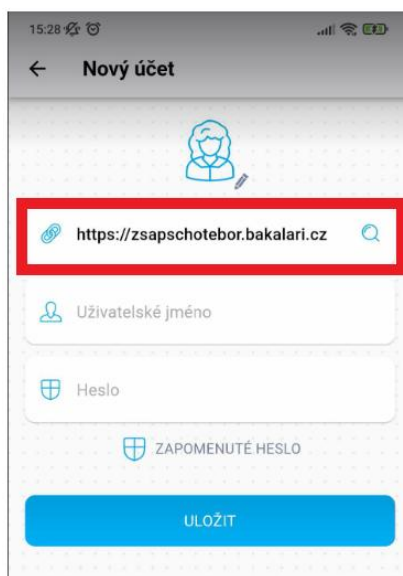 15:28
Nový účet
https://zsapschotebor.bakalari.cz
Uživatelské jméno
Heslo
ZAPOMENUTÉ HESLO
ULOŽIT